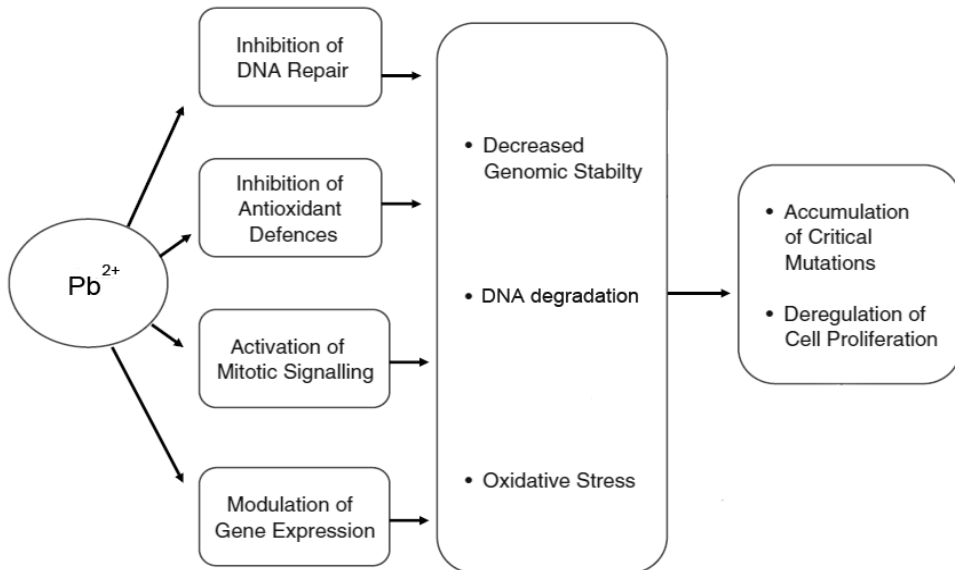 Pb2+
Inhibition of
DNA Repair
Inhibition of
Antioxidant
Defences
Activation of
Mitotic Signalling
Modulation of
Gene Expression
• Decreased
Genomic Stabilty
• DNA degradation
• Oxidative Stress
• Accumulation
of Critical
Mutations
• Deregulation of
Cell Proliferation